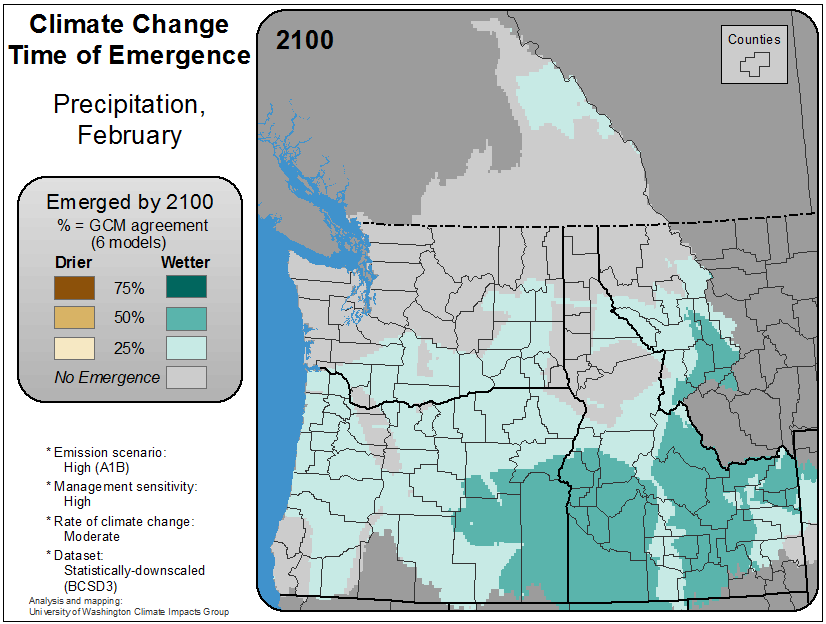 Climate Change
Time of Emergence
Precipitation,
February
Emerged by 2100
% = GCM agreement
(6 models)
Drier Wetter
75%
50%
25%
No Emergence
* Emission scenario:
High (A1B)
* Management sensitivity:
High
* Rate of climate change:
Moderate
* Dataset:
Statistically-downscaled
(BCSD3)
Analysis and mapping:
University of Washington Climate Impacts Group
2100
Counties